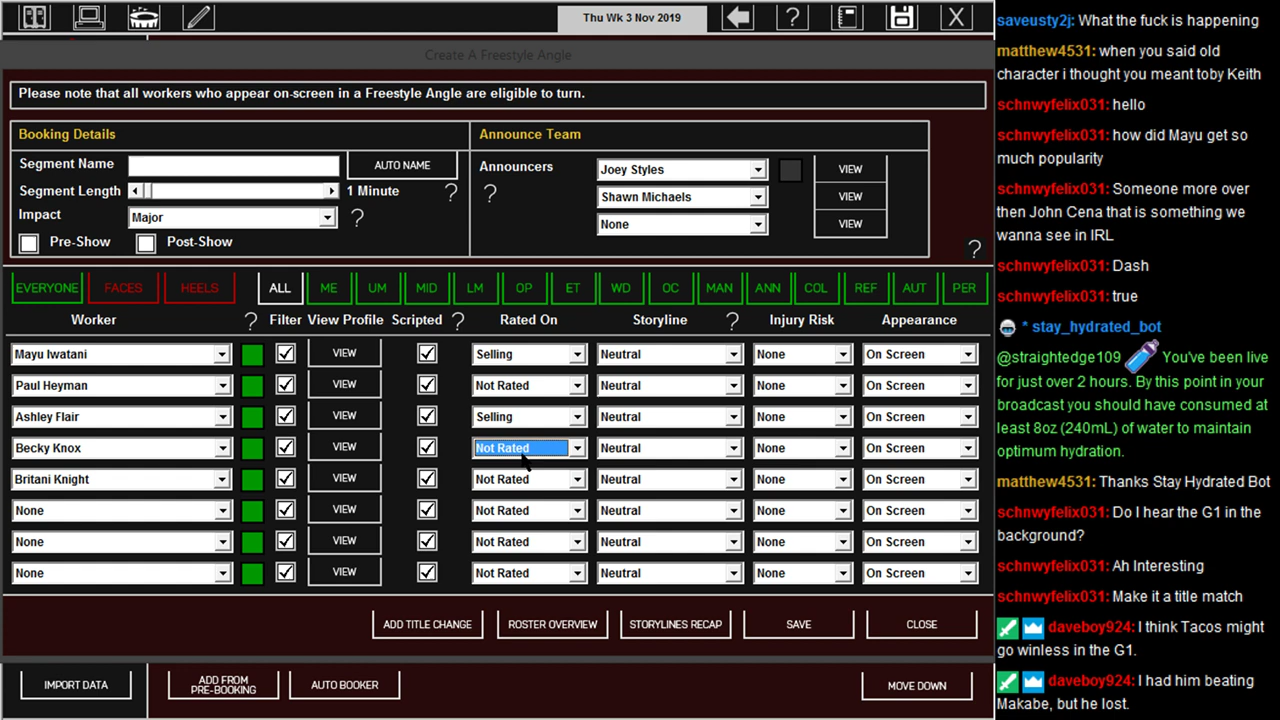 Thu Wk 3 Nov 2019
?
X
Create A Freestyle Angle
Please note that all workers who appear on-screen in a Freestyle Angle are eligible to turn.
Booking Details
Segment Name
AUTO NAME
Segment Length
1 Minute
?
Impact
Major
?
Pre-Show
Post-Show
Announce Team
Announcers
?
Joey Styles
VIEW
Shawn Michaels
VIEW
None
VIEW
?
EVERYONE FACES HEELS ALL ME UM MID LM OP ET WD OC MAN ANN COL REF AUT PER
Worker ? Filter View Profile Scripted ? Rated On Storyline ? Injury Risk Appearance
Mayu Iwatani VIEW Selling Neutral None On Screen
Paul Heyman VIEW Not Rated Neutral None On Screen
Ashley Flair VIEW Selling Neutral None On Screen
Becky Knox VIEW Not Rated Neutral None On Screen
Britani Knight VIEW Not Rated Neutral None On Screen
None VIEW Not Rated Neutral None On Screen
None VIEW Not Rated Neutral None On Screen
None VIEW Not Rated Neutral None On Screen
ADD TITLE CHANGE ROSTER OVERVIEW STORYLINES RECAP SAVE CLOSE
IMPORT DATA
ADD FROM
PRE-BOOKING
AUTO BOOKER
MOVE DOWN
saveusty2j: What the fuck is happening
matthew4531: when you said old
character i thought you meant toby Keith
schnwyfelix031: hello
schnwyfelix031: how did Mayu get so
much popularity
schnwyfelix031: Someone more over
then John Cena that is something we
wanna see in IRL
schnwyfelix031: Dash
schnwyfelix031: true
* stay_hydrated_bot
@straightedge109 You've been live
for just over 2 hours. By this point in your
broadcast you should have consumed at
least 8oz (240mL) of water to maintain
optimum hydration.
matthew4531: Thanks Stay Hydrated Bot
schnwyfelix031: Do I hear the G1 in the
background?
schnwyfelix031: Ah Interesting
schnwyfelix031: Make it a title match
daveboy924: I think Tacos might
go winless in the G1.
daveboy924: I had him beating
Makabe, but he lost.